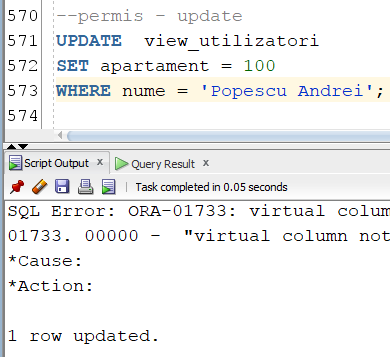 570 --permis - update
571 UPDATE  view_utilizatori
572 SET apartament = 100
573 WHERE nume = 'Popescu Andrei';
574
Script Output x Query Result x
Task completed in 0.05 seconds
SQL Error: ORA-01733: virtual colum
01733. 00000 -  "virtual column not
*Cause:
*Action:
1 row updated.